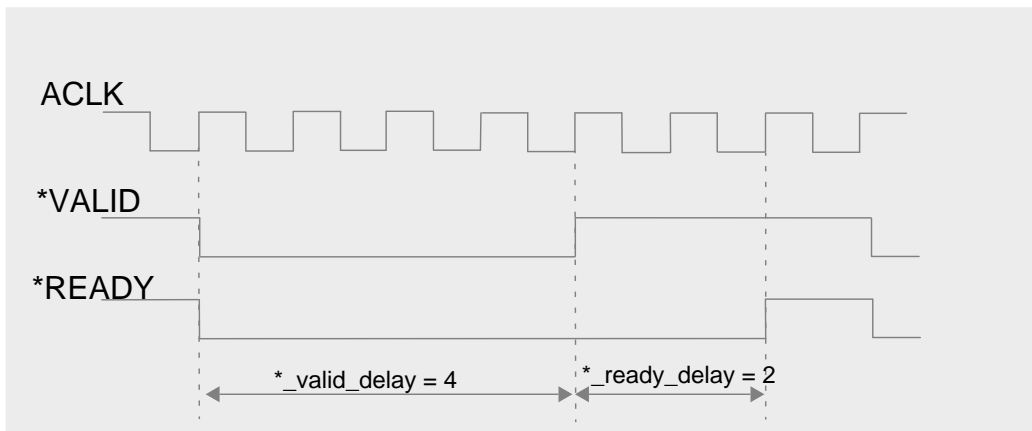 ACLK
*VALID
*READY
*_valid_delay = 4
*_ready_delay = 2